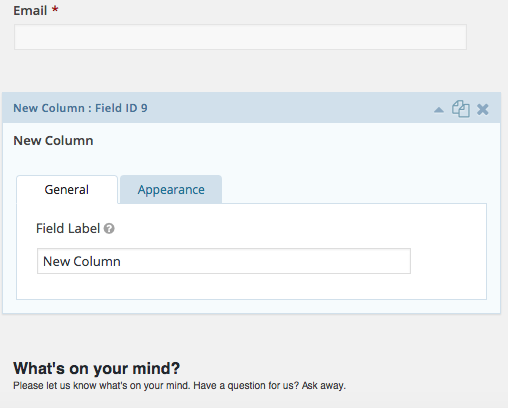 Email *
New Column : Field ID 9
New Column
General
Appearance
Field Label ?
New Column
What's on your mind?
Please let us know what's on your mind. Have a question for us? Ask away.